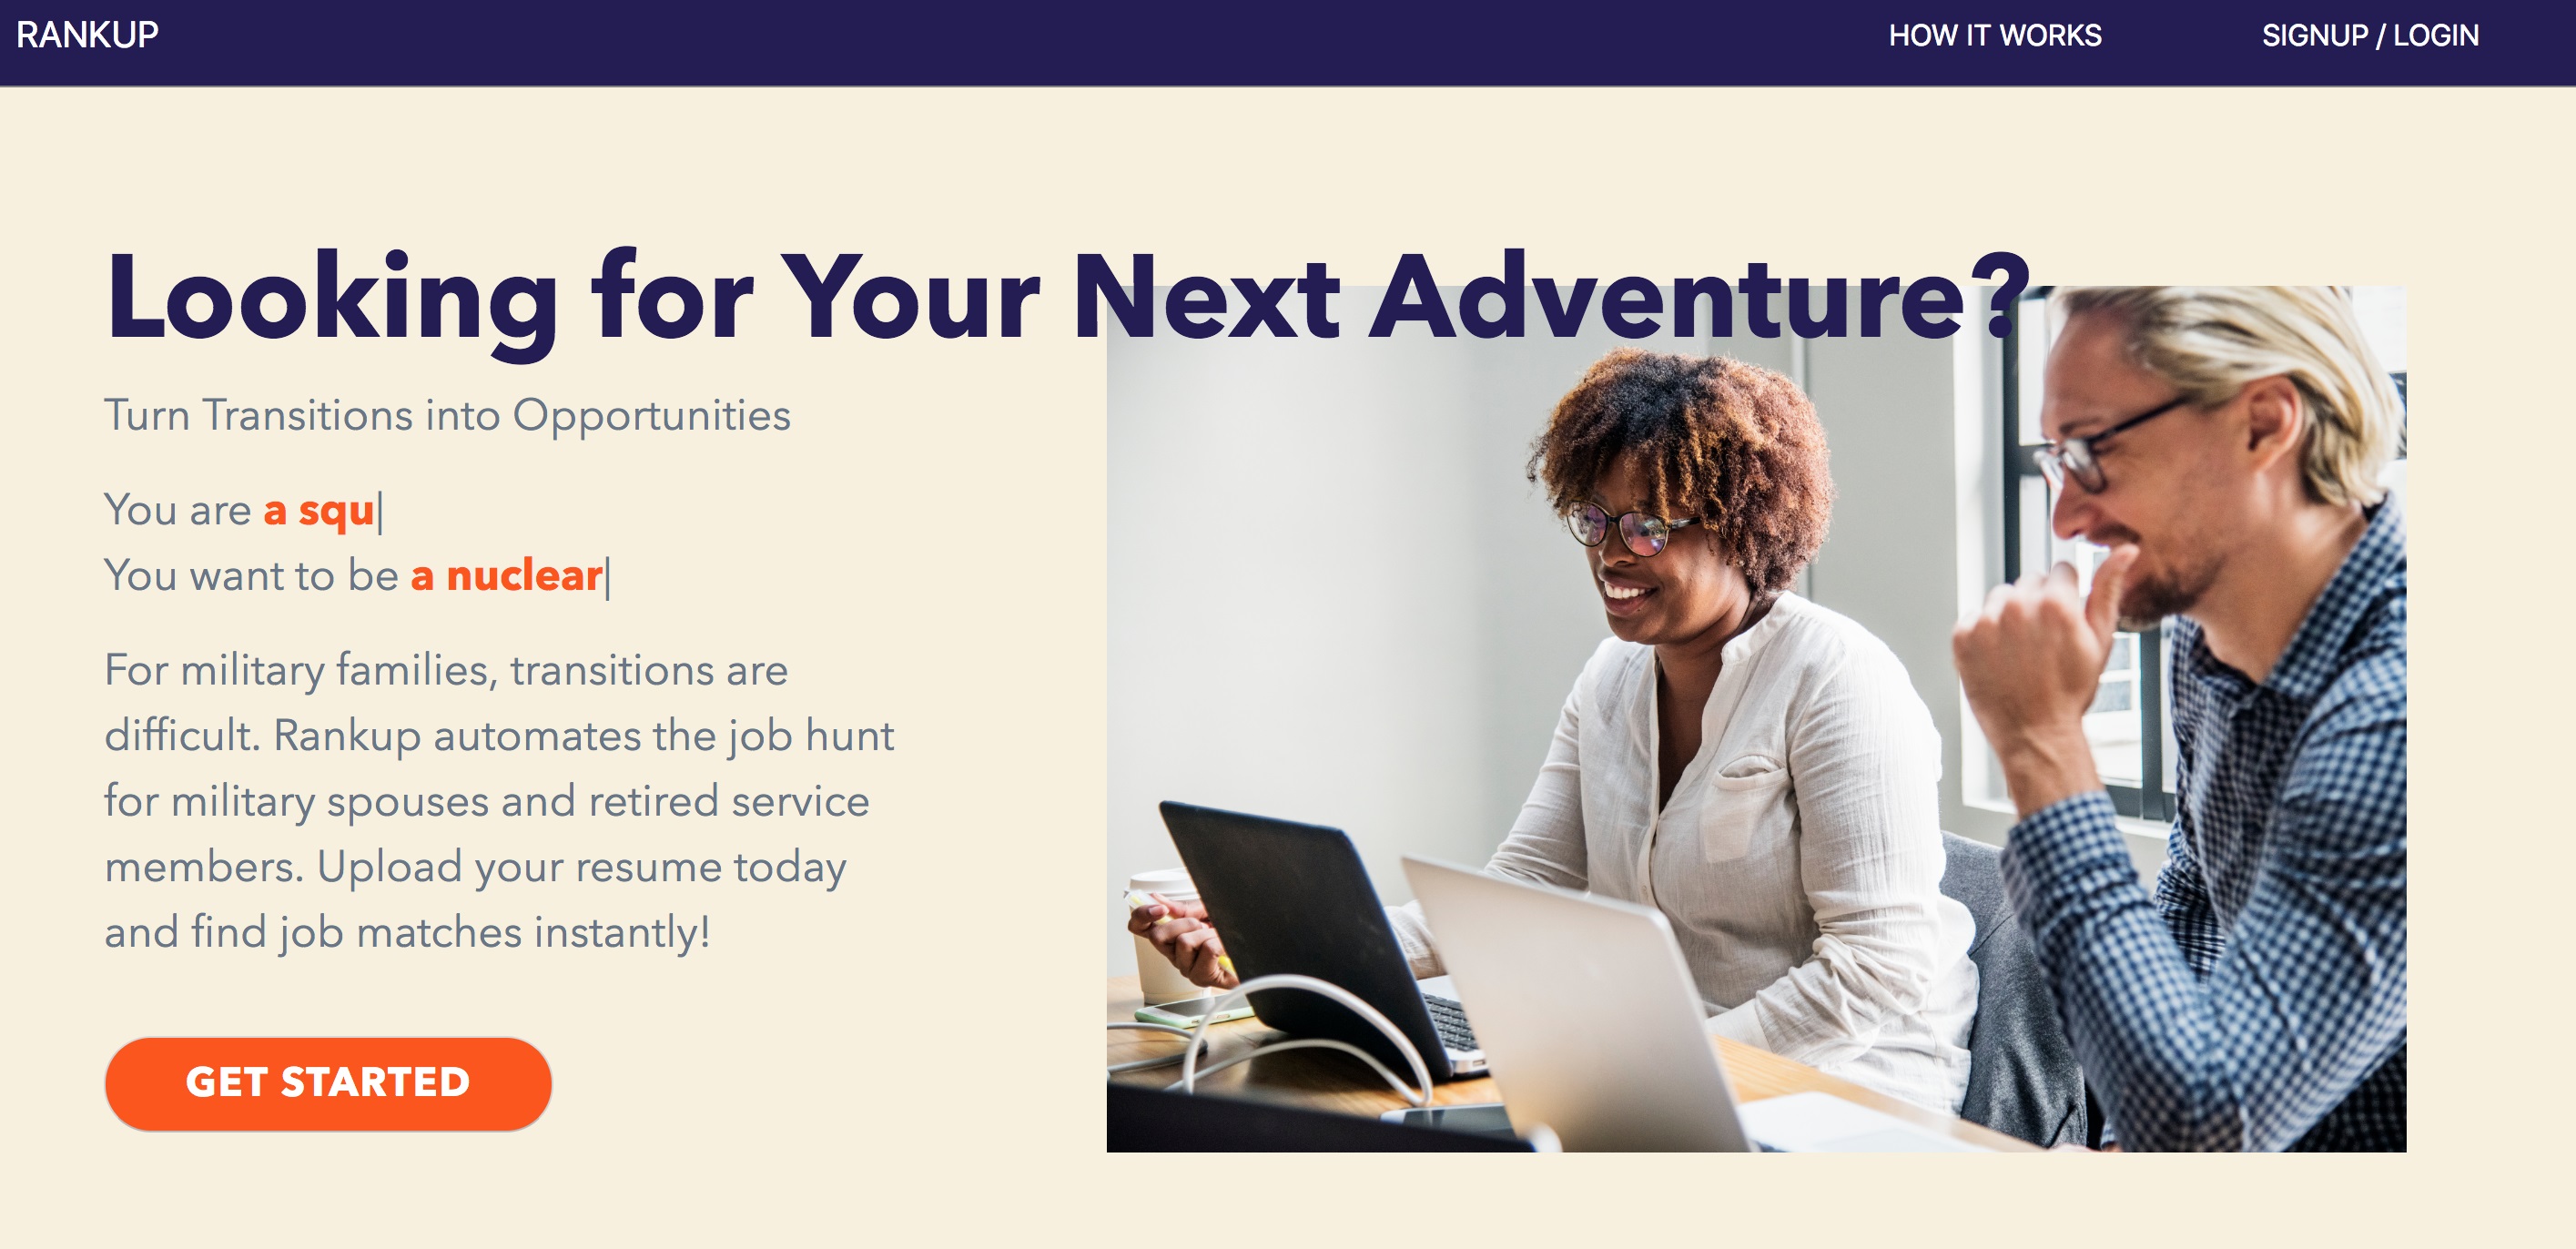 RANKUP
HOW IT WORKS
SIGNUP / LOGIN
Looking for Your Next Adventure?
Turn Transitions into Opportunities
You are a squ|
You want to be a nuclear|
For military families, transitions are
difficult. Rankup automates the job hunt
for military spouses and retired service
members. Upload your resume today
and find job matches instantly!
GET STARTED